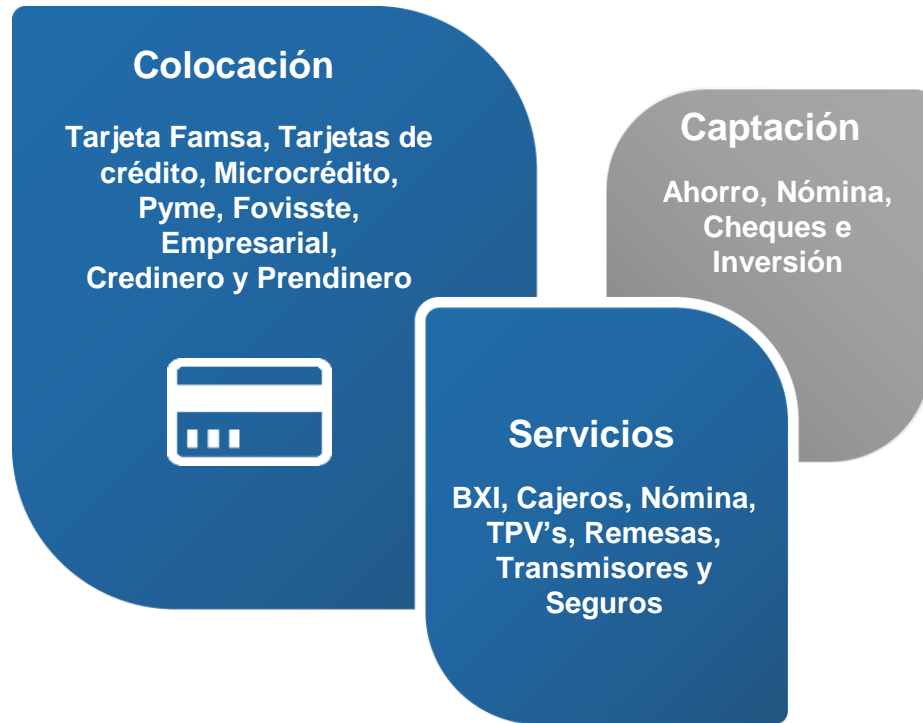 Colocación
Tarjeta Famsa, Tarjetas de
crédito, Microcrédito,
Pyme, Fovisste,
Empresarial,
Credinero y Prendinero
Captación
Ahorro, Nómina,
Cheques e
Inversión
Servicios
BXI, Cajeros, Nómina,
TPV’s, Remesas,
Transmisores y
Seguros